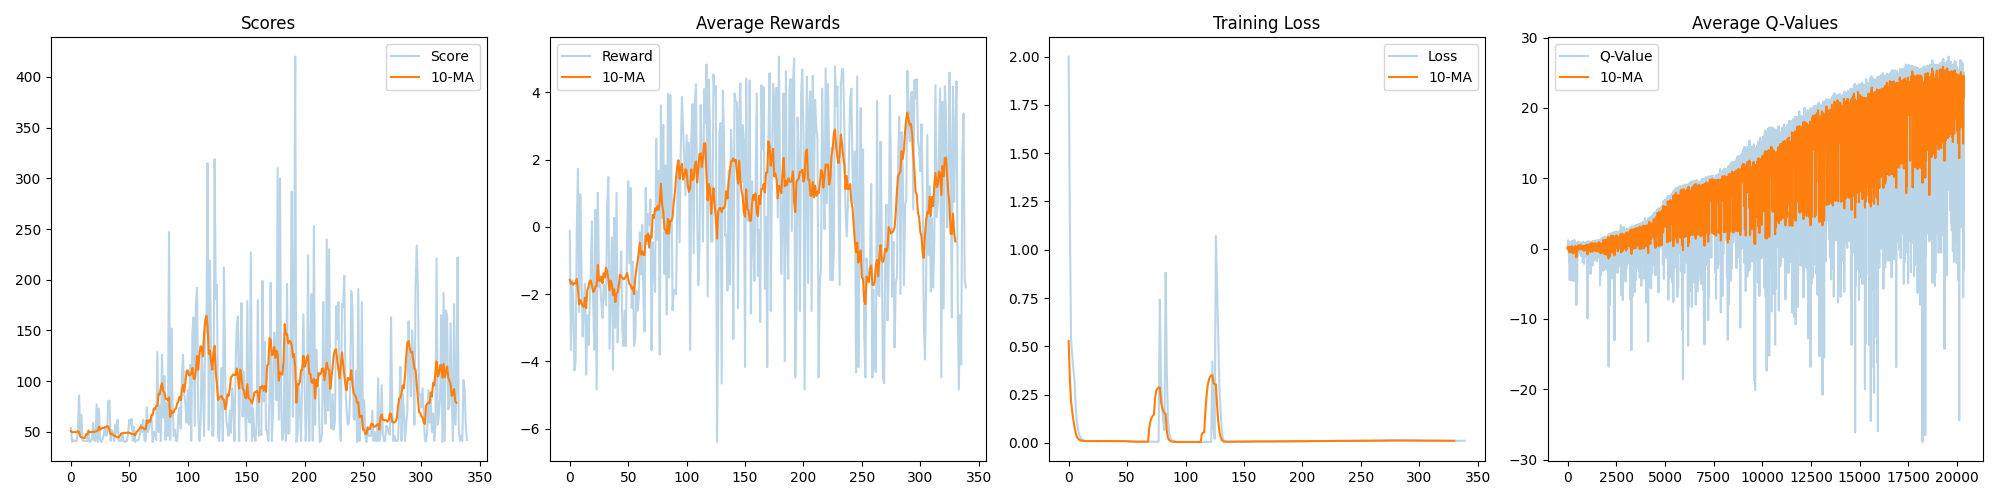 Scores
Score
10-MA
400
350
300
250
200
150
100
50
0 50 100 150 200 250 300 350
Average Rewards
Reward
10-MA
4
2
0
−2
−4
−6
0 50 100 150 200 250 300 350
Training Loss
Loss
10-MA
2.00
1.75
1.50
1.25
1.00
0.75
0.50
0.25
0.00
0 50 100 150 200 250 300 350
Average Q-Values
Q-Value
10-MA
30
20
10
0
−10
−20
−30
0 2500 5000 7500 10000 12500 15000 17500 20000